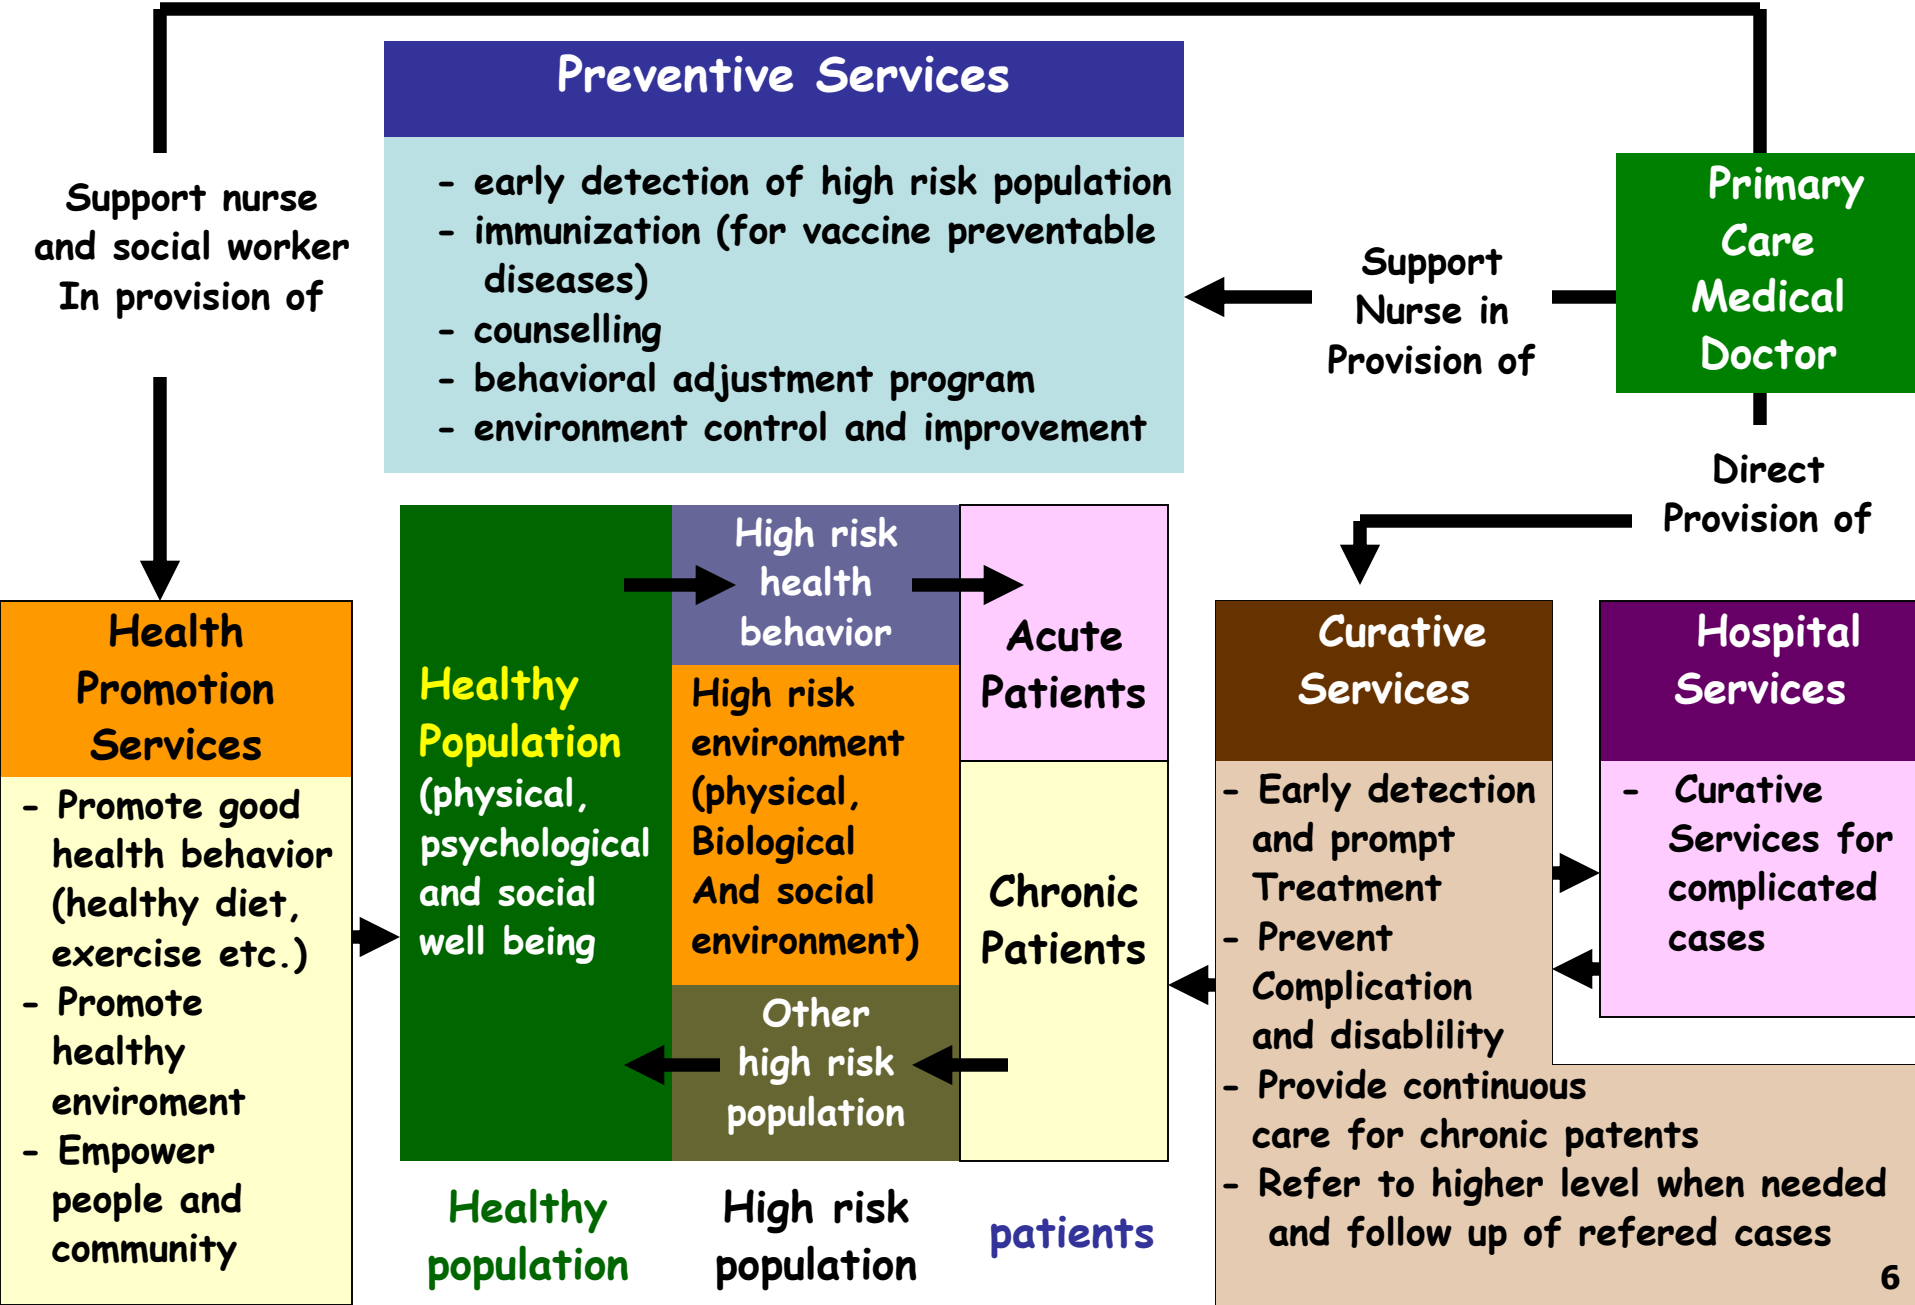 Preventive Services
- early detection of high risk population
- immunization (for vaccine preventable
diseases)
- counselling
- behavioral adjustment program
- environment control and improvement
Support nurse
and social worker
In provision of
Support
Nurse in
Provision of
Primary
Care
Medical
Doctor
Direct
Provision of
Health
Promotion
Services
- Promote good
health behavior
(healthy diet,
exercise etc.)
- Promote
healthy
enviroment
- Empower
people and
community
Healthy
Population
(physical,
psychological
and social
well being
High risk
health
behavior
High risk
environment
(physical,
Biological
And social
environment)
Other
high risk
population
Acute
Patients
Chronic
Patients
Healthy
population
High risk
population
patients
Curative
Services
- Early detection
and prompt
Treatment
- Prevent
Complication
and disablility
- Provide continuous
care for chronic patents
- Refer to higher level when needed
and follow up of refered cases
Hospital
Services
- Curative
Services for
complicated
cases
6